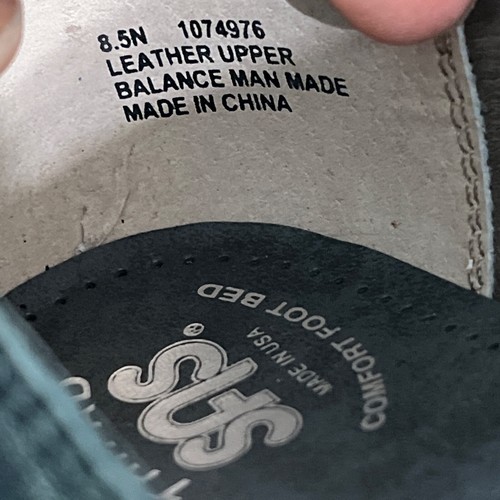 8.5N 1074976
LEATHER UPPER
BALANCE MAN MADE
MADE IN CHINA
COMFORT FOOT BED
MADE IN USA
SAS®